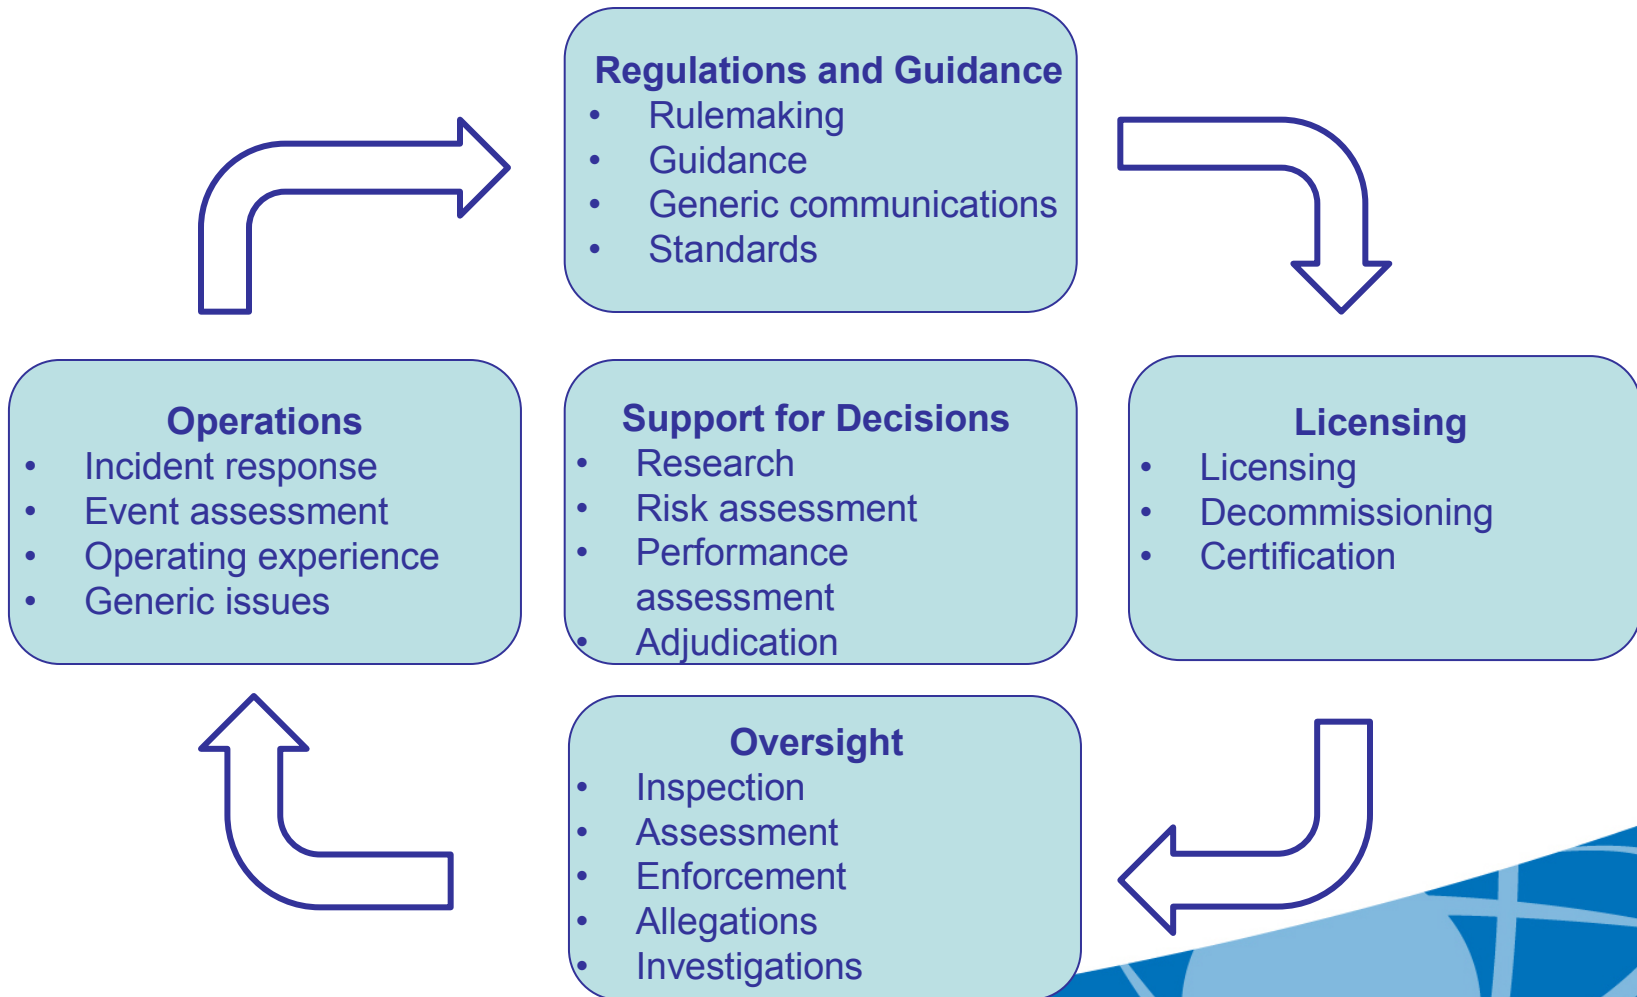 Regulations and Guidance
• Rulemaking
• Guidance
• Generic communications
• Standards
Operations
• Incident response
• Event assessment
• Operating experience
• Generic issues
Support for Decisions
• Research
• Risk assessment
• Performance
assessment
• Adjudication
Licensing
• Licensing
• Decommissioning
• Certification
Oversight
• Inspection
• Assessment
• Enforcement
• Allegations
• Investigations